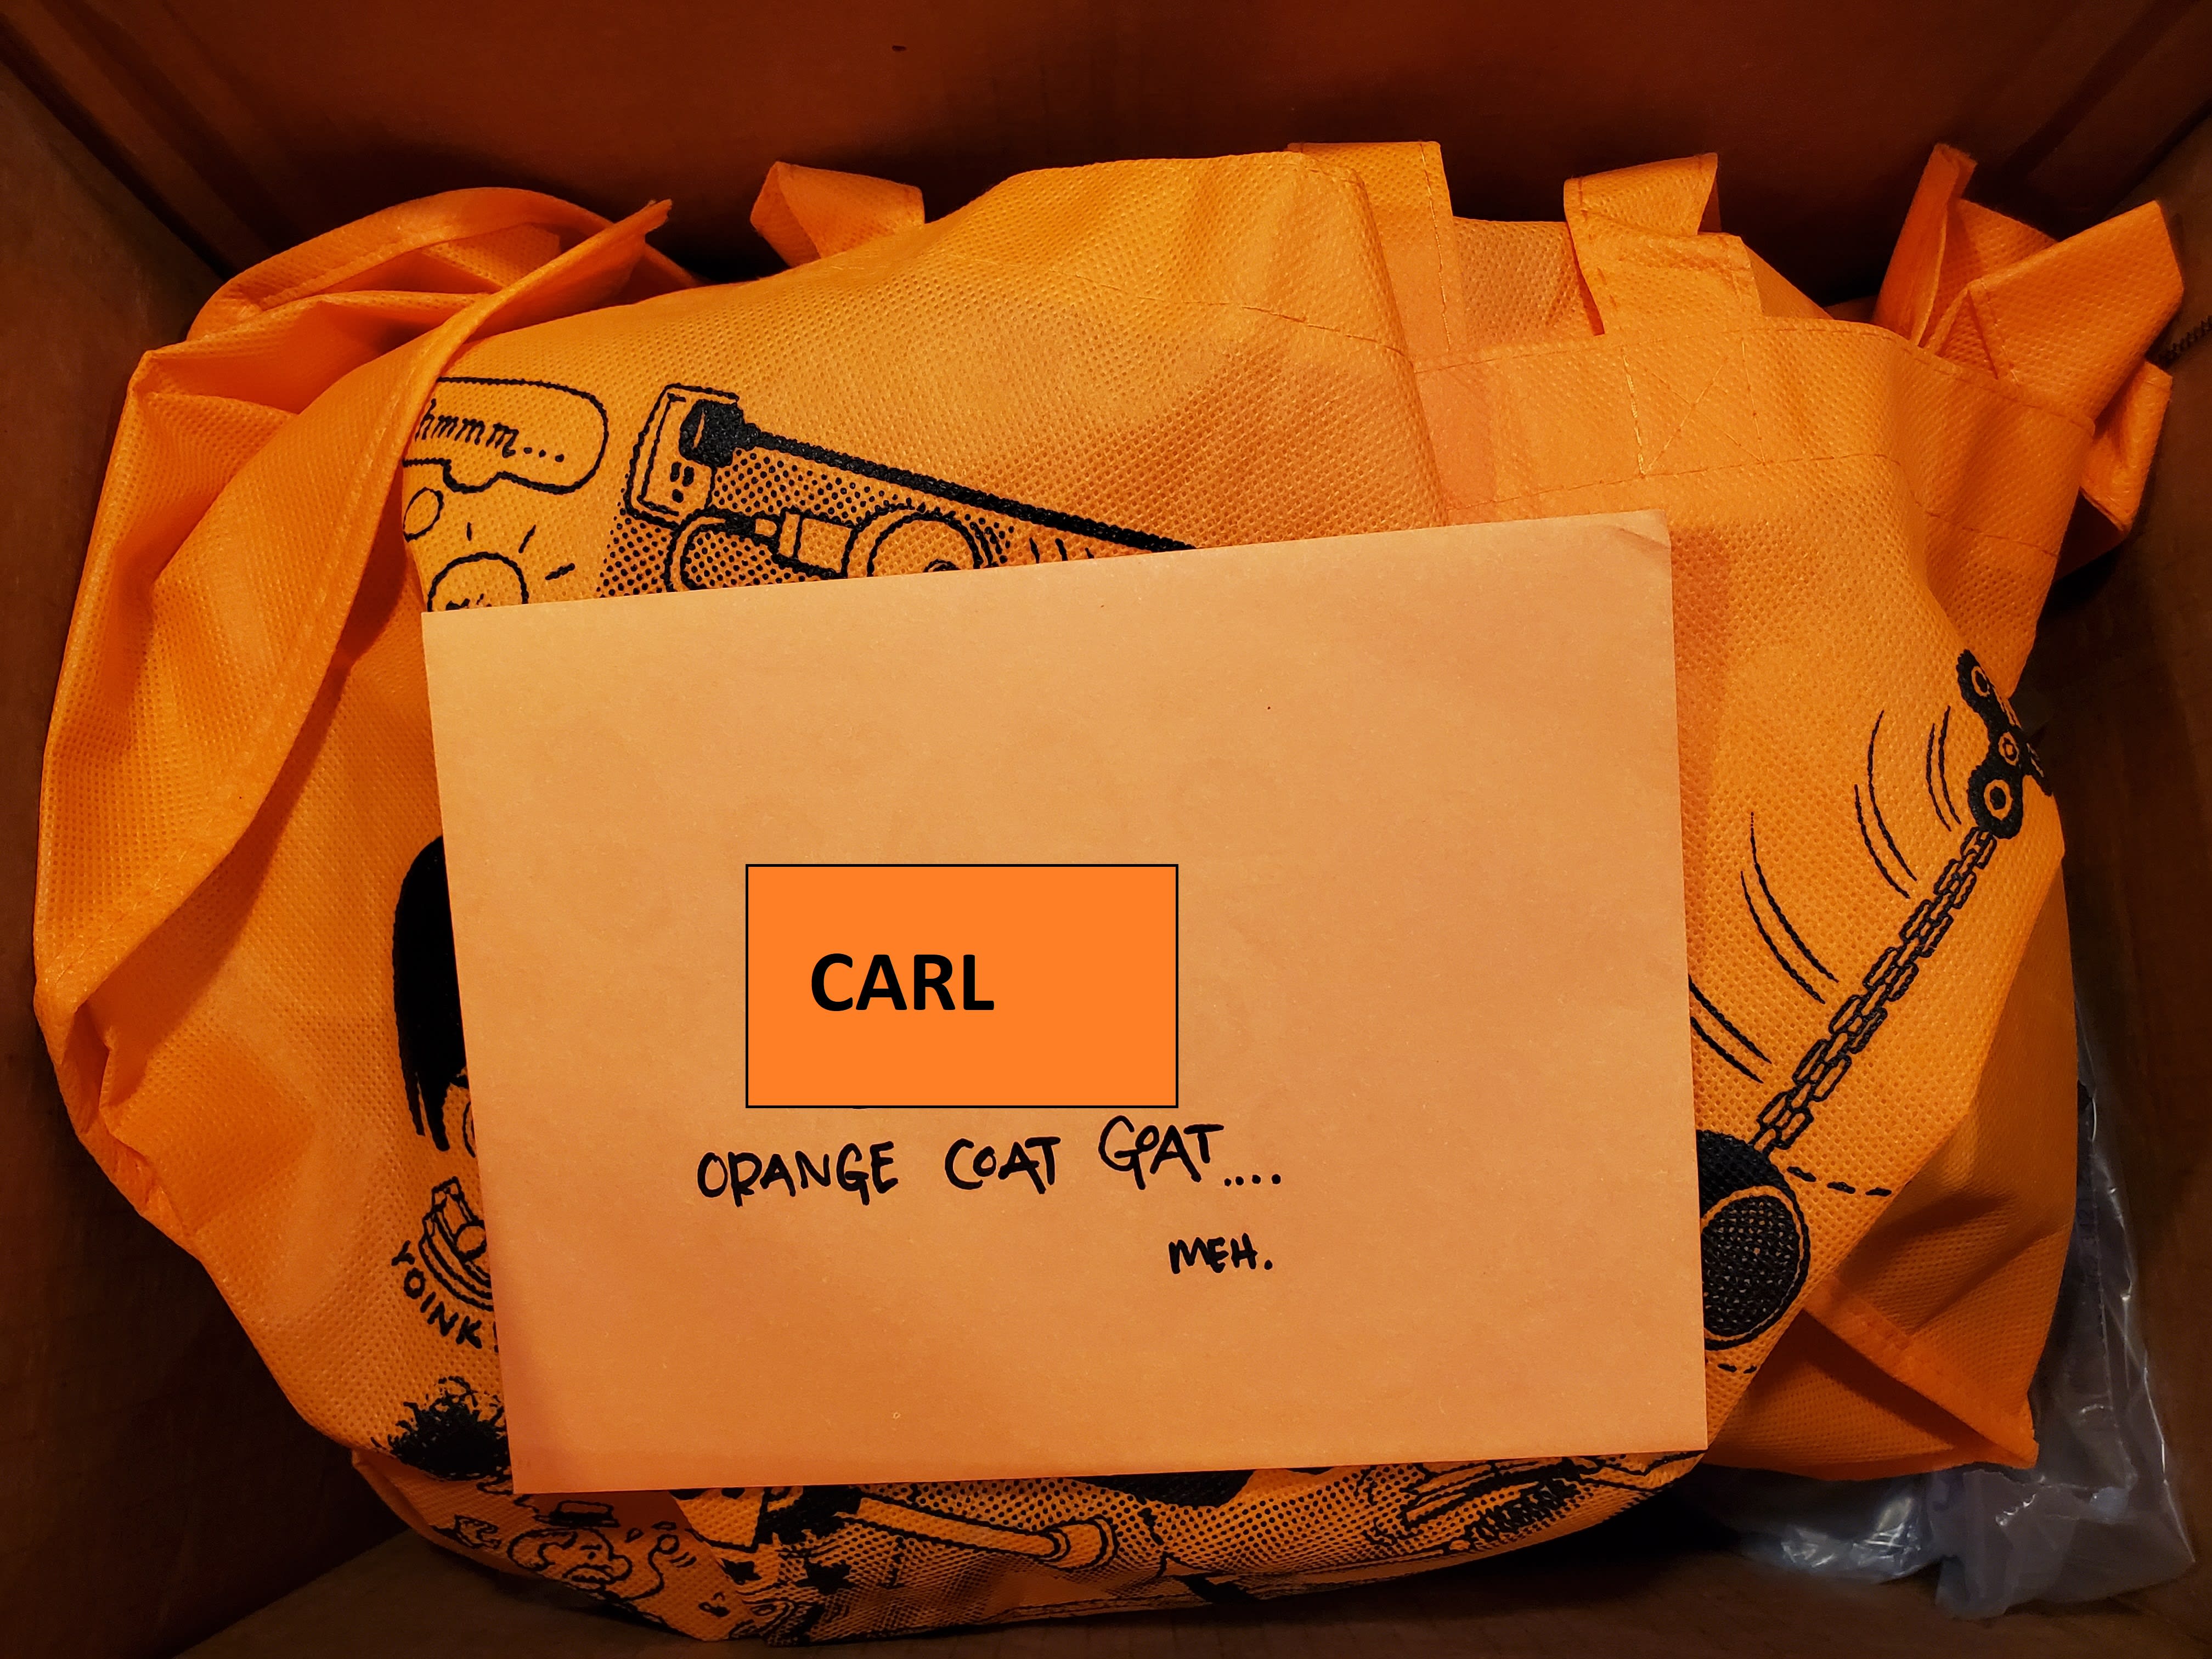 hmmm...
CARL
ORANGE COAT GOAT....
MEH.
YOINK